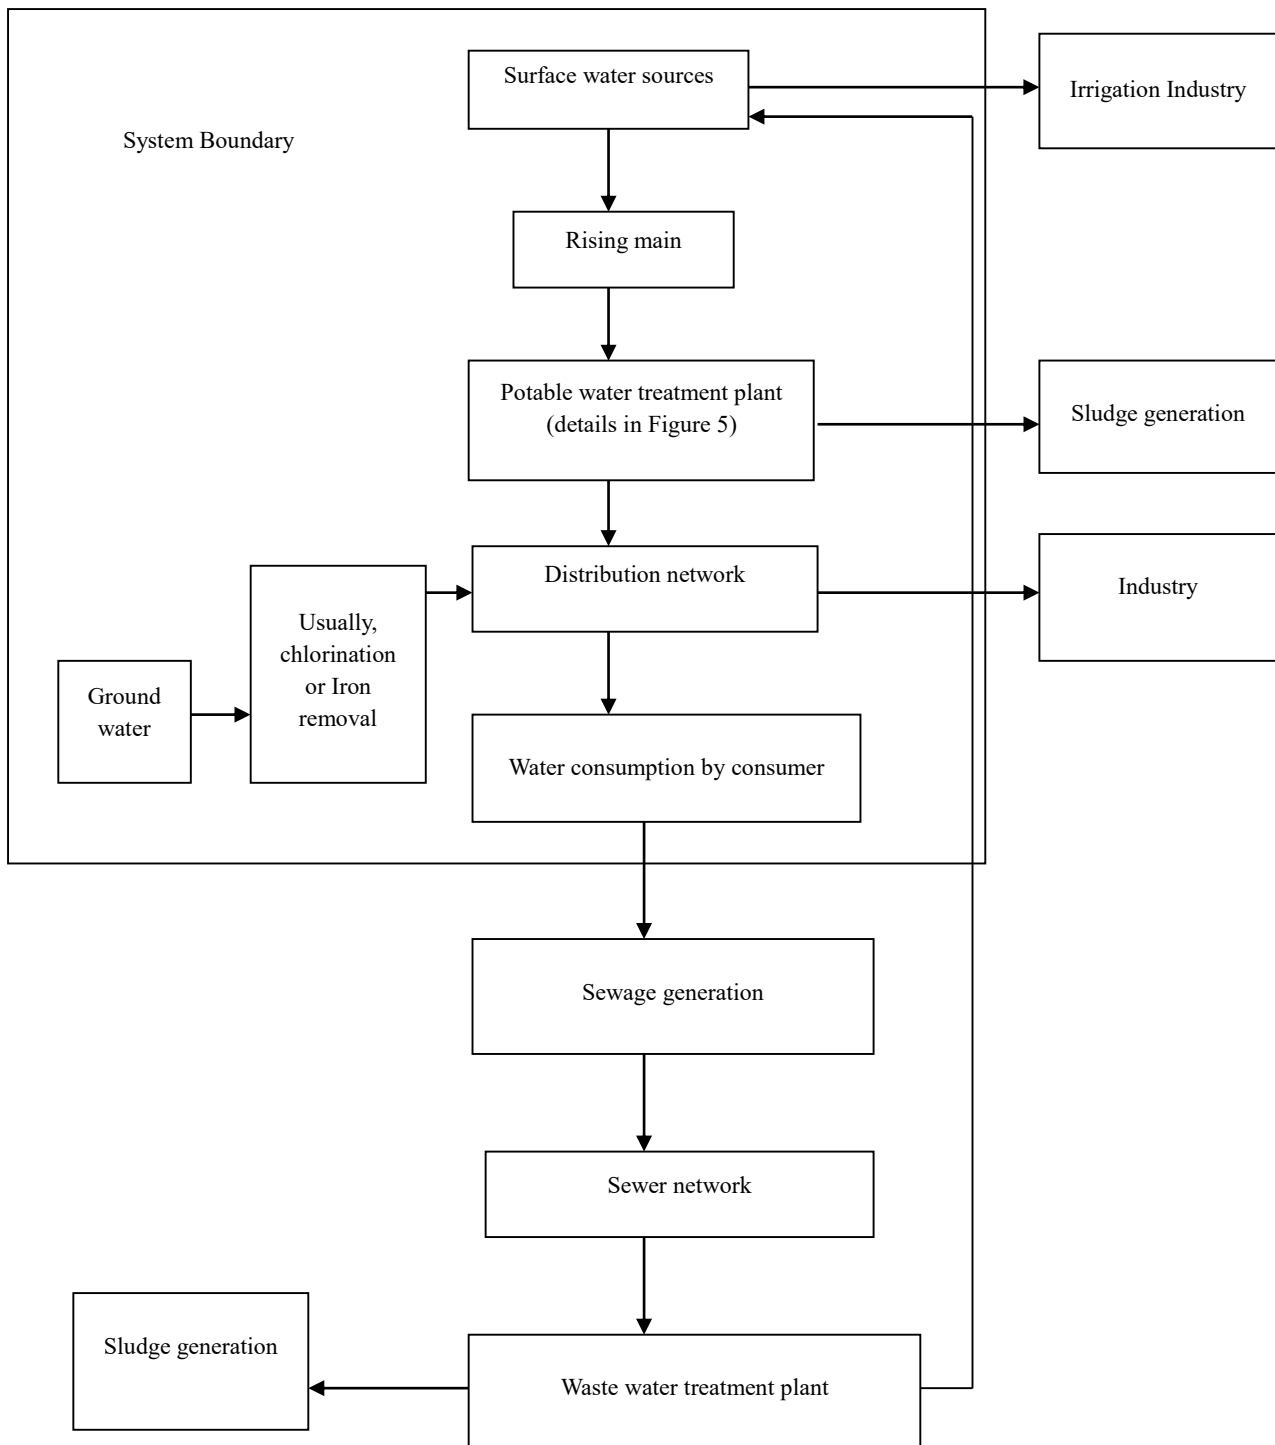 Surface water sources
Irrigation Industry
System Boundary
Rising main
Potable water treatment plant
(details in Figure 5)
Sludge generation
Distribution network
Industry
Usually,
chlorination
or Iron
removal
Ground
water
Water consumption by consumer
Sewage generation
Sewer network
Sludge generation
Waste water treatment plant